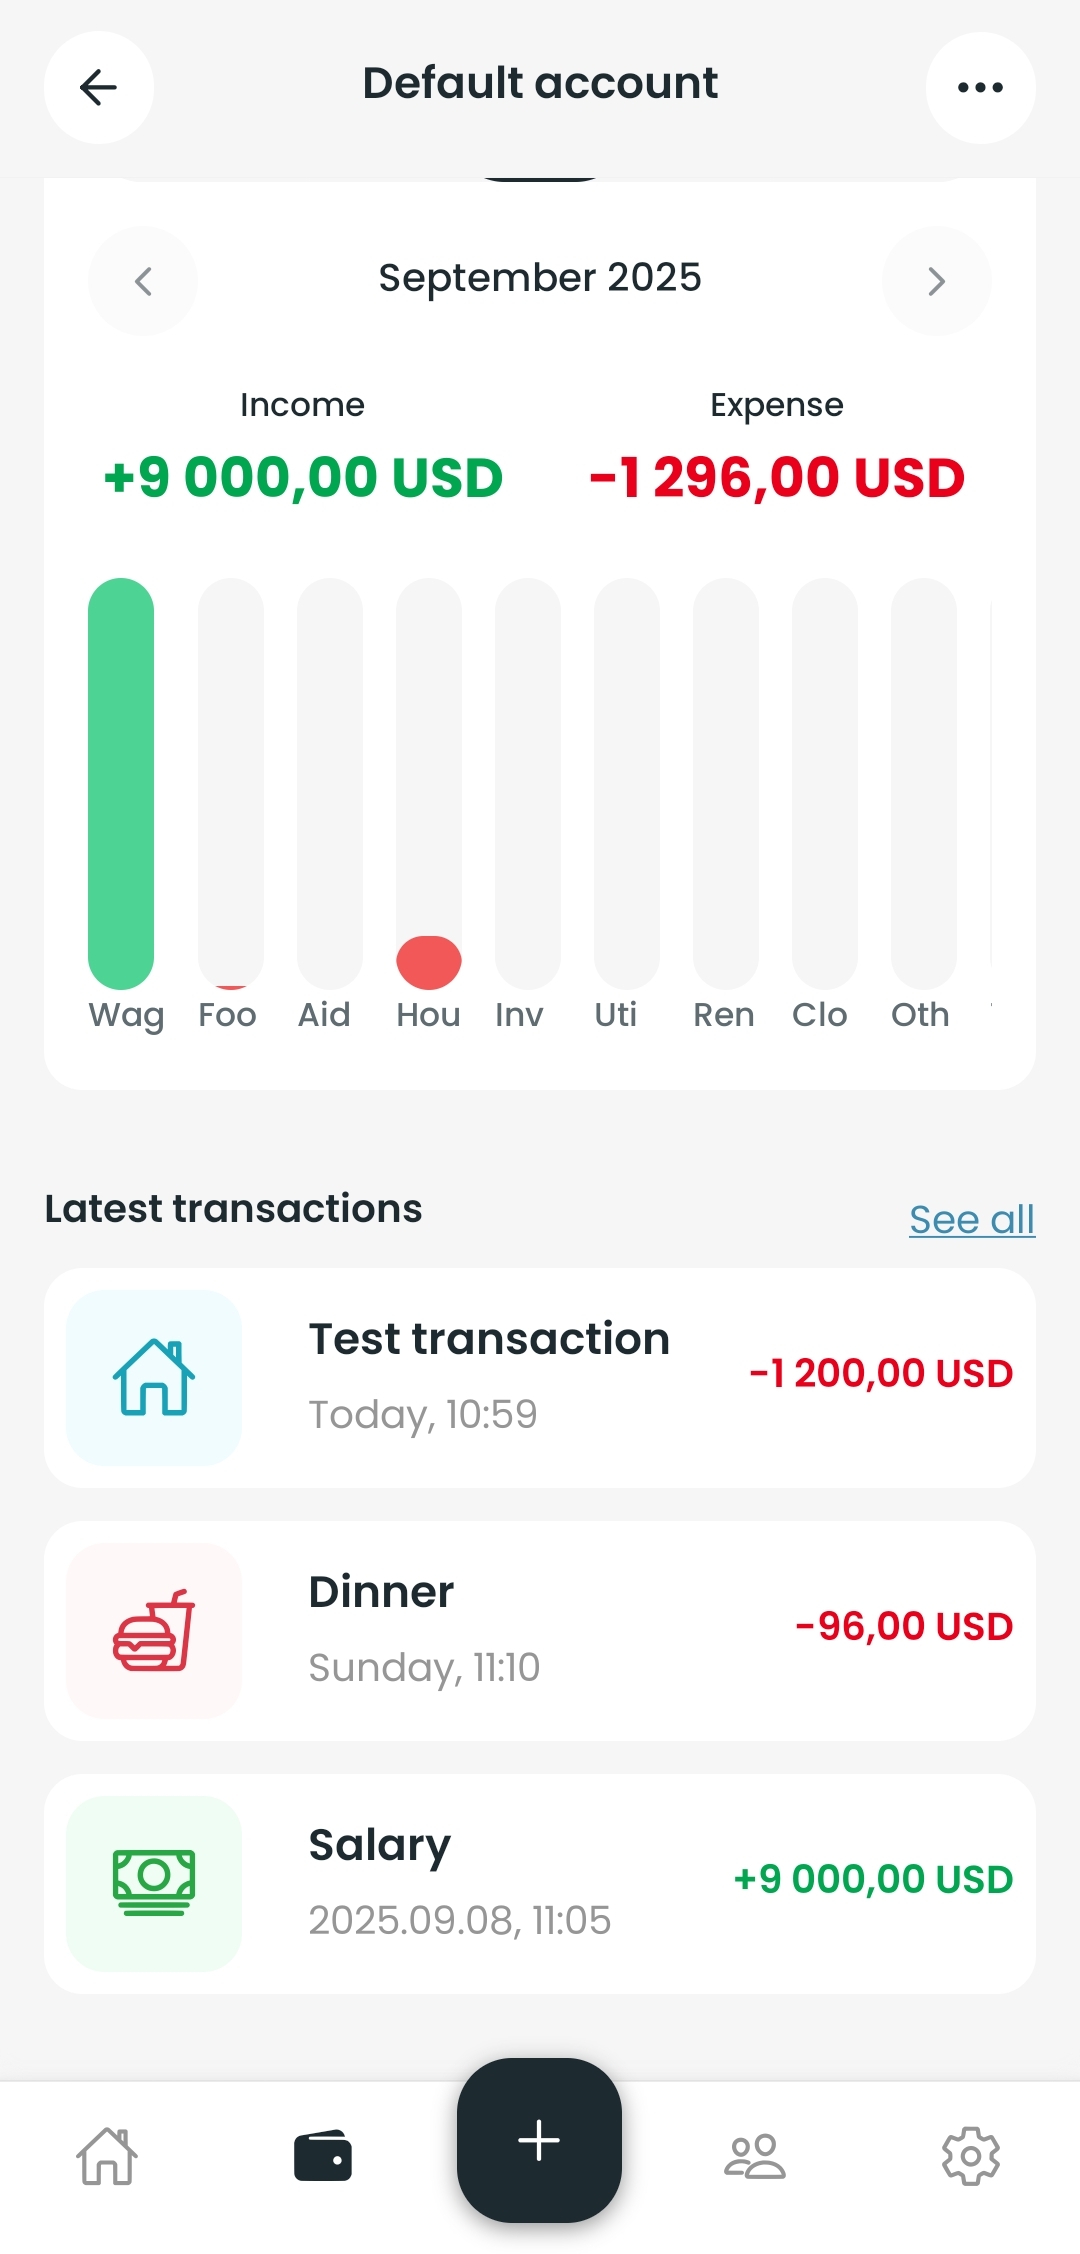 Default account
September 2025
Income
Expense
+9 000,00 USD
-1 296,00 USD
Wag Foo Aid Hou Inv Uti Ren Clo Oth
Latest transactions
See all
Test transaction
-1 200,00 USD
Today, 10:59
Dinner
-96,00 USD
Sunday, 11:10
Salary
+9 000,00 USD
2025.09.08, 11:05